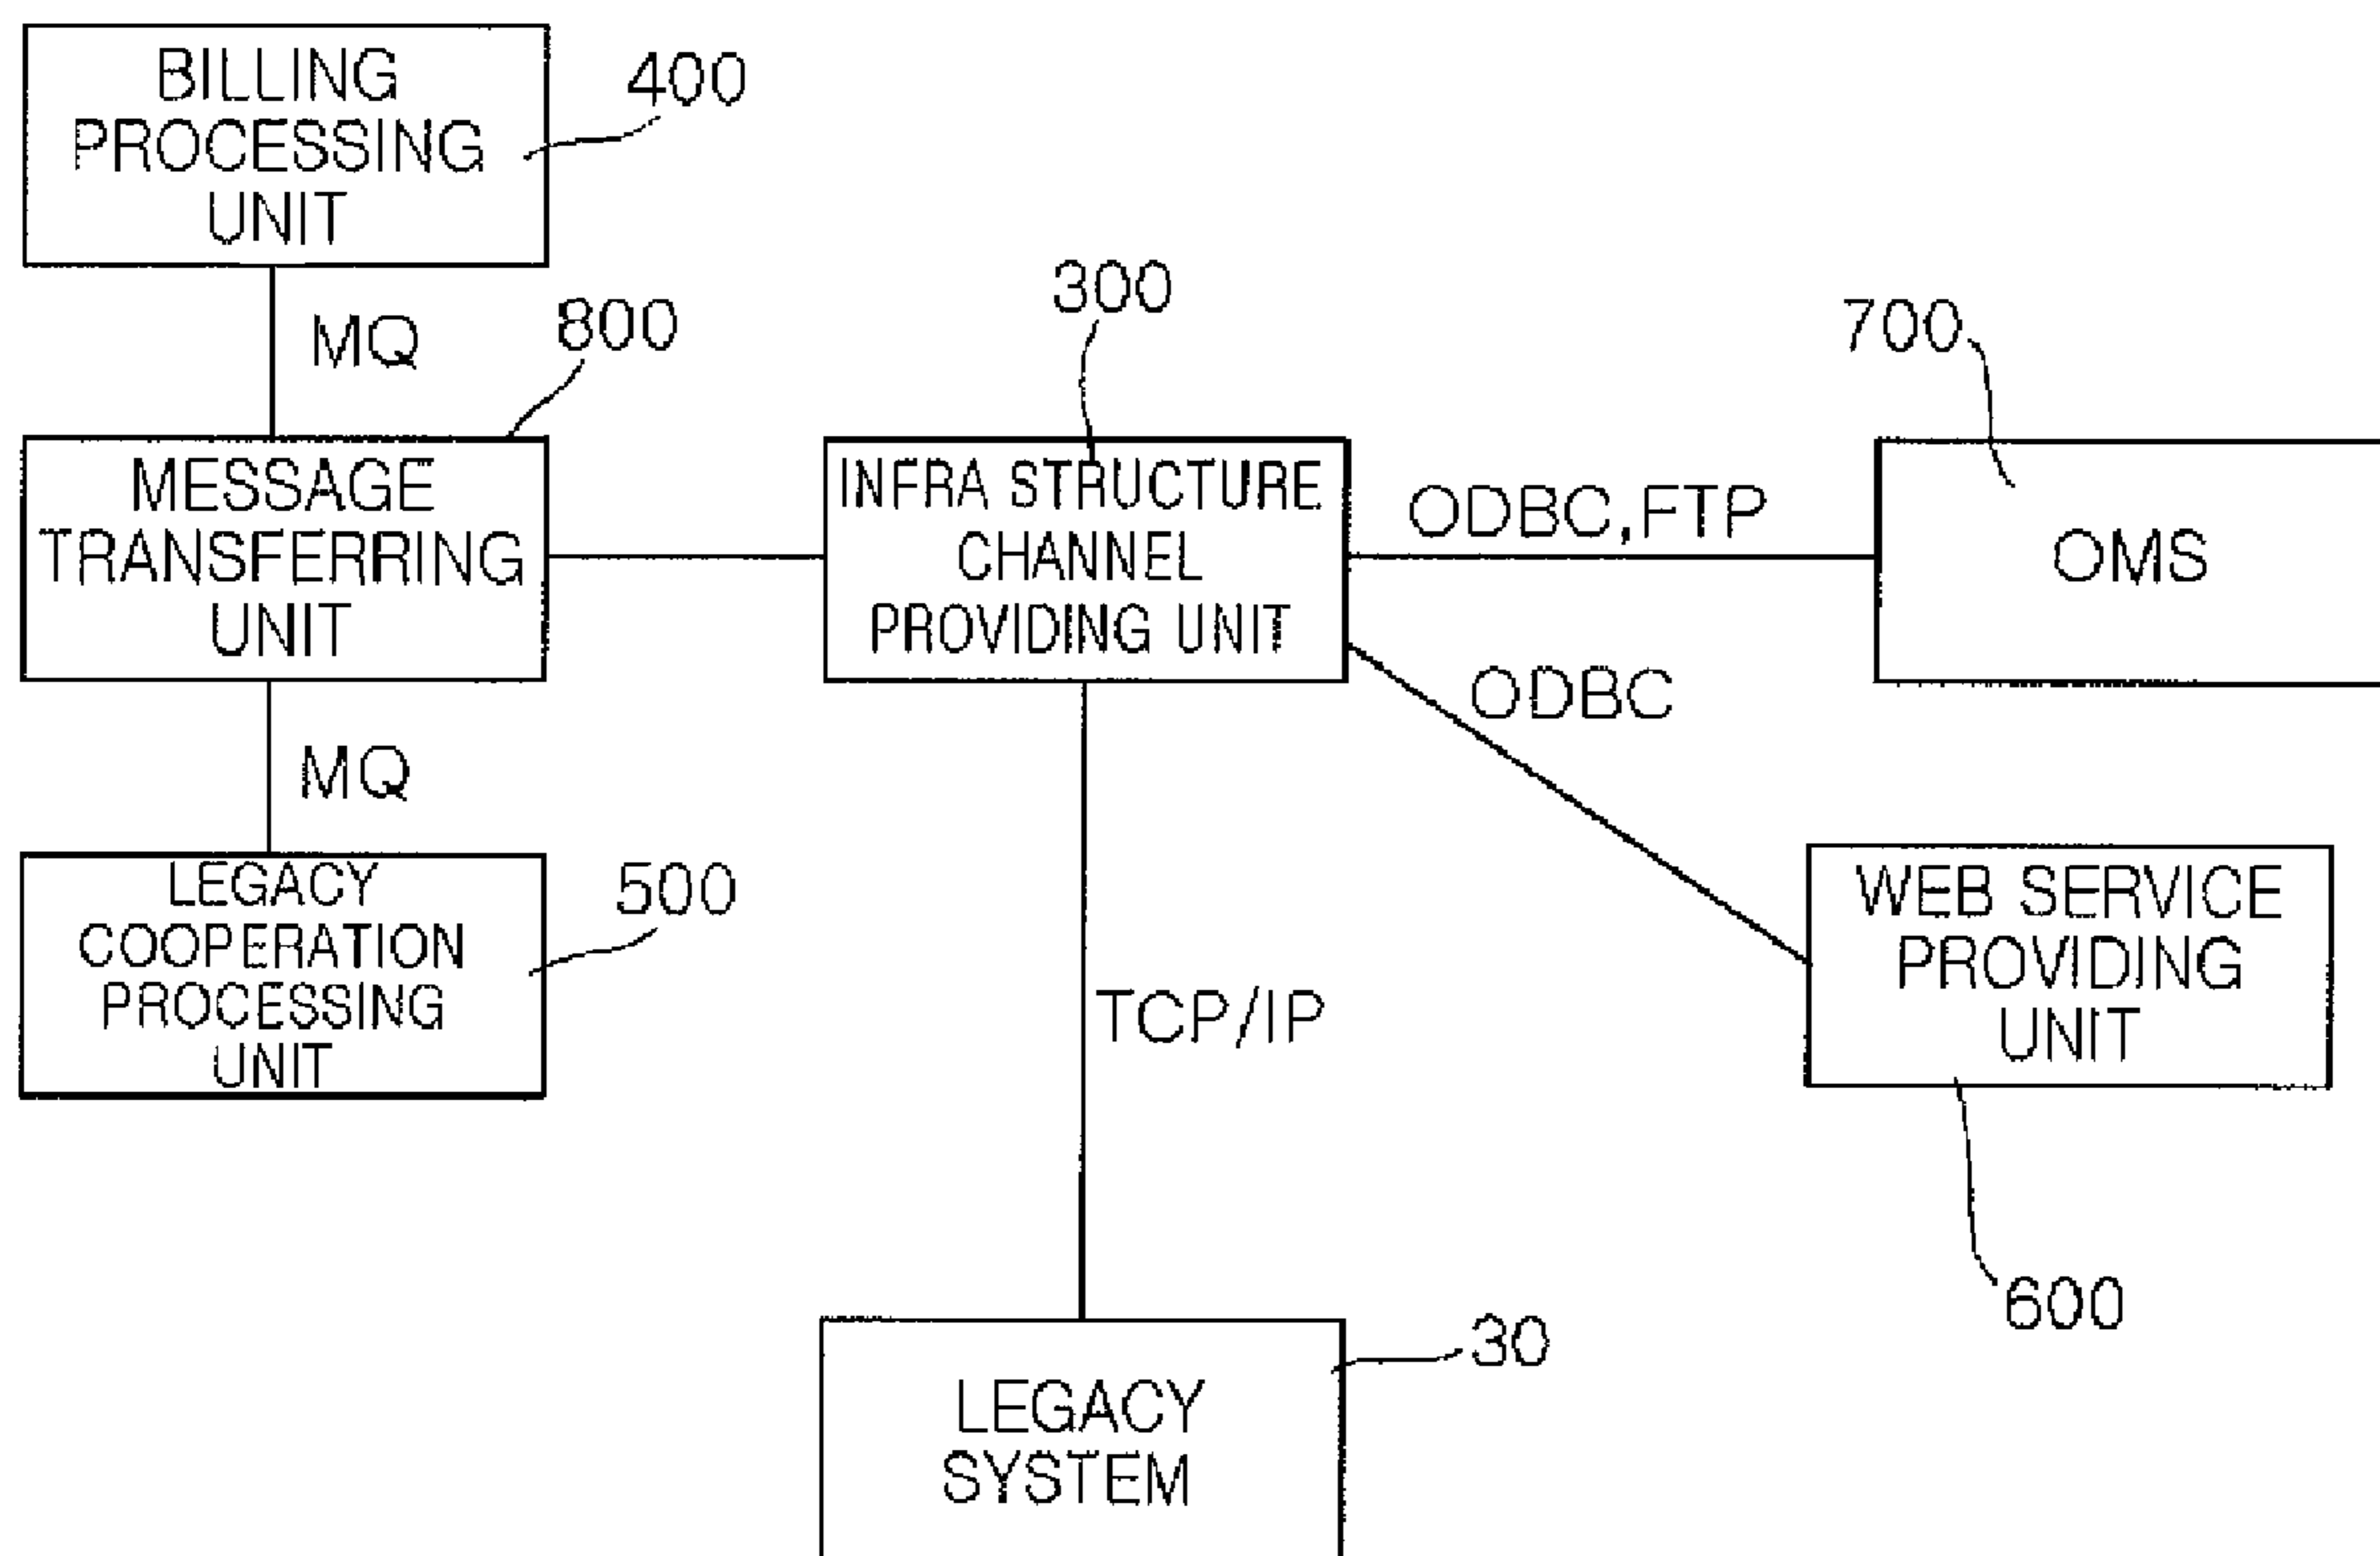 BILLING
PROCESSING
UNIT
400
MQ
800
300
700
MESSAGE
TRANSFERRING
UNIT
INFRA STRUCTURE
CHANNEL
PROVIDING UNIT
ODBC,FTP
OMS
ODBC
MQ
LEGACY
COOPERATION
PROCESSING
UNIT
500
WEB SERVICE
PROVIDING
UNIT
TCP/IP
600
30
LEGACY
SYSTEM